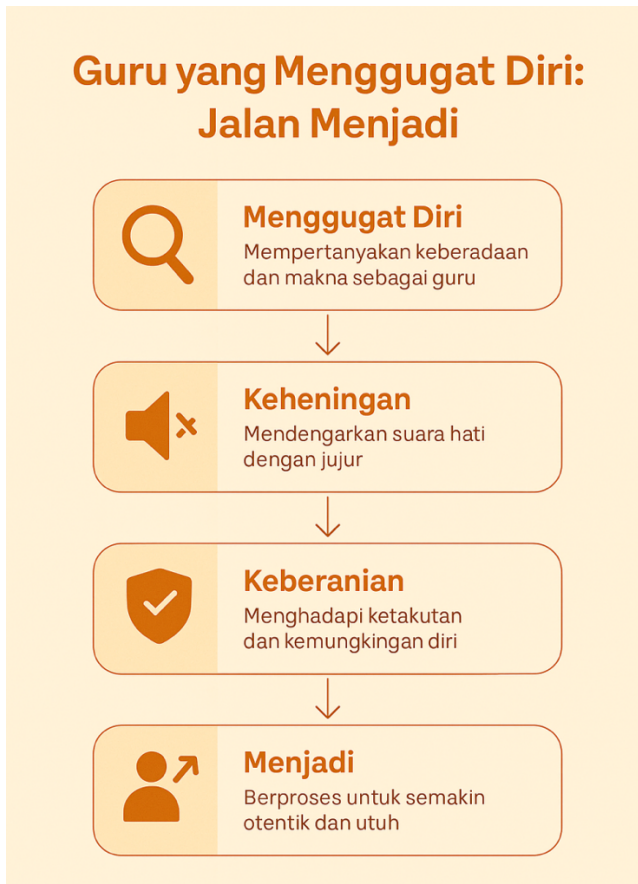 Guru yang Menggugat Diri:
Jalan Menjadi
Menggugat Diri
Mempertanyakan keberadaan
dan makna sebagai guru
Keheningan
Mendengarkan suara hati
dengan jujur
Keberanian
Menghadapi ketakutan
dan kemungkingan diri
Menjadi
Berproses untuk semakin
otentik dan utuh